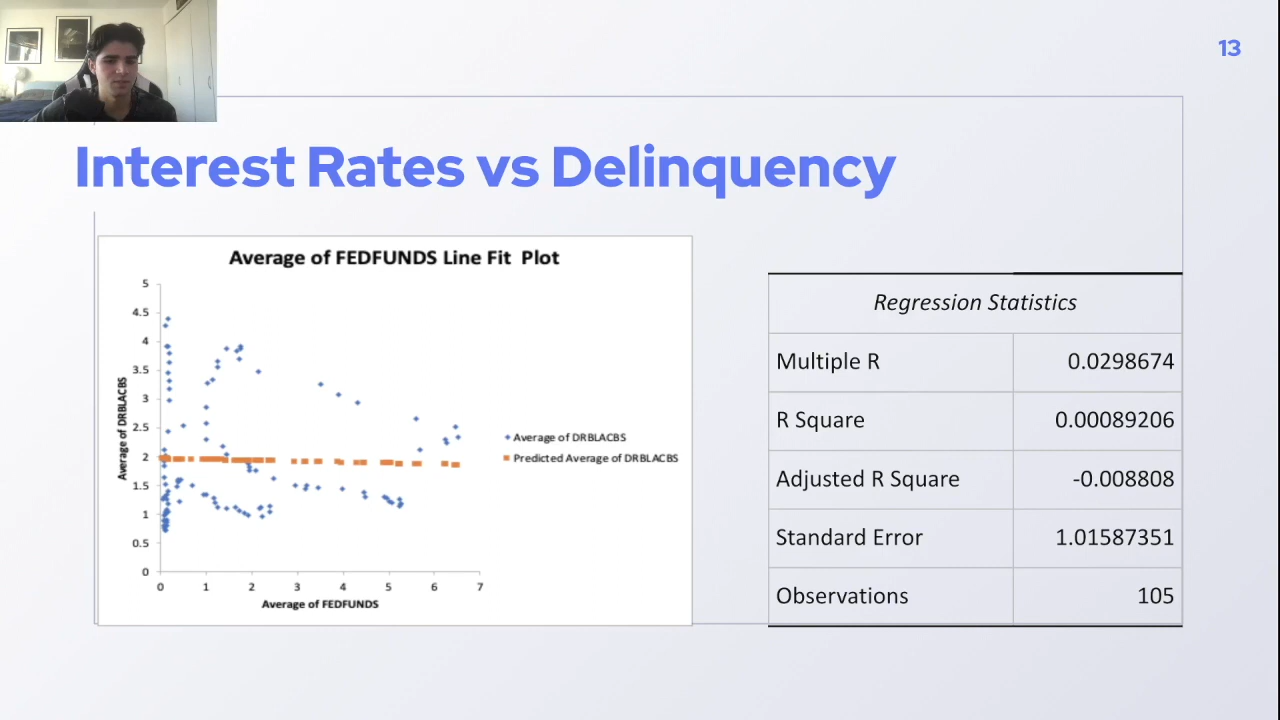 13
Interest Rates vs Delinquency
Average of FEDFUNDS Line Fit Plot
5
4.5
4
3.5
3
2.5
2
1.5
1
0.5
0
Average of DRBLACBS
0 1 2 3 4 5 6 7
Average of FEDFUNDS
Average of DRBLACBS
Predicted Average of DRBLACBS
Regression Statistics
Multiple R 0.0298674
R Square 0.00089206
Adjusted R Square -0.008808
Standard Error 1.01587351
Observations 105